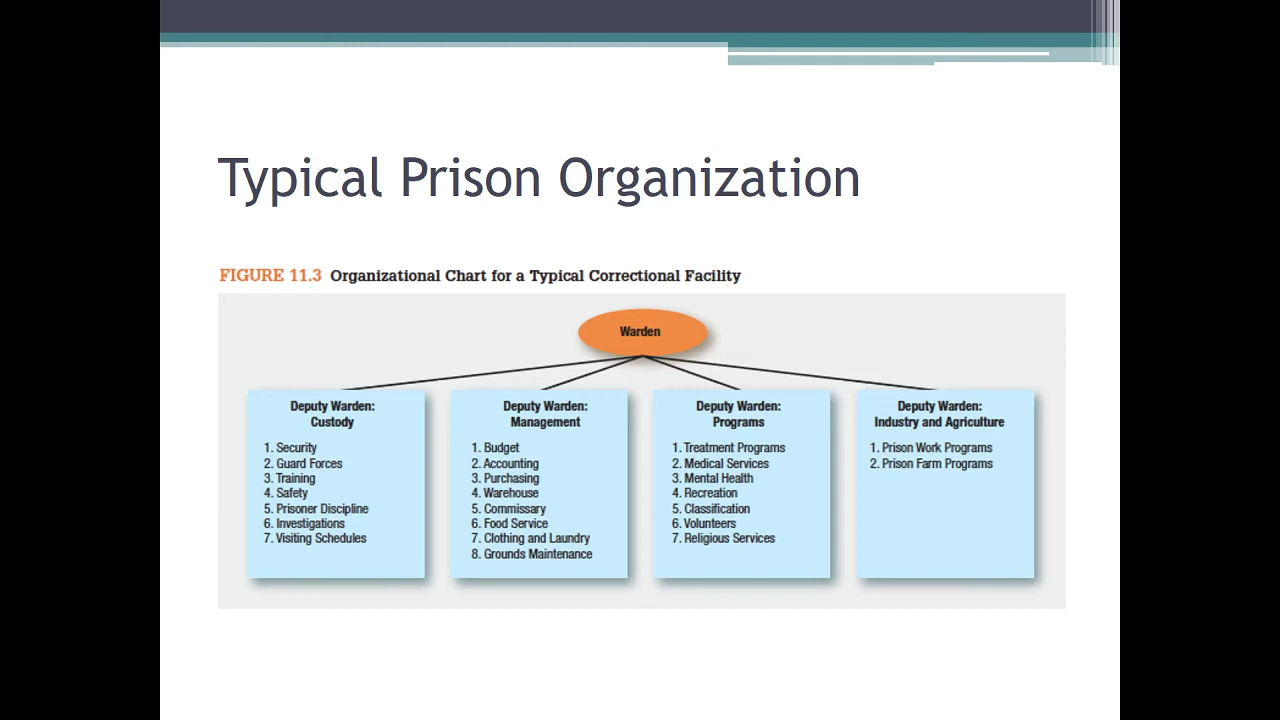 Typical Prison Organization
FIGURE 11.3 Organizational Chart for a Typical Correctional Facility
Warden
Deputy Warden:
Custody
1. Security
2. Guard Forces
3. Training
4. Safety
5. Prisoner Discipline
6. Investigations
7. Visiting Schedules
Deputy Warden:
Management
1. Budget
2. Accounting
3. Purchasing
4. Warehouse
5. Commissary
6. Food Service
7. Clothing and Laundry
8. Grounds Maintenance
Deputy Warden:
Programs
1. Treatment Programs
2. Medical Services
3. Mental Health
4. Recreation
5. Classification
6. Volunteers
7. Religious Services
Deputy Warden:
Industry and Agriculture
1. Prison Work Programs
2. Prison Farm Programs